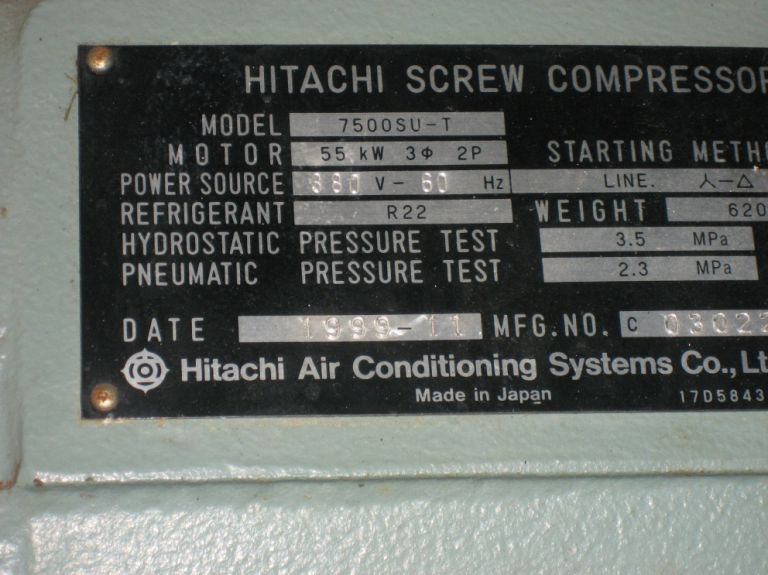 HITACHI SCREW COMPRESSOR
MODEL 7500SU-T
MOTOR 55 kW 3Φ 2P STARTING METHO
POWER SOURCE 380 V - 60 Hz LINE. 人-△
REFRIGERANT R22 WEIGHT 620
HYDROSTATIC PRESSURE TEST 3.5 MPa
PNEUMATIC PRESSURE TEST 2.3 MPa
DATE 1999-11 MFG.NO. C 03022
Hitachi Air Conditioning Systems Co., Lt
Made in Japan 17D5843